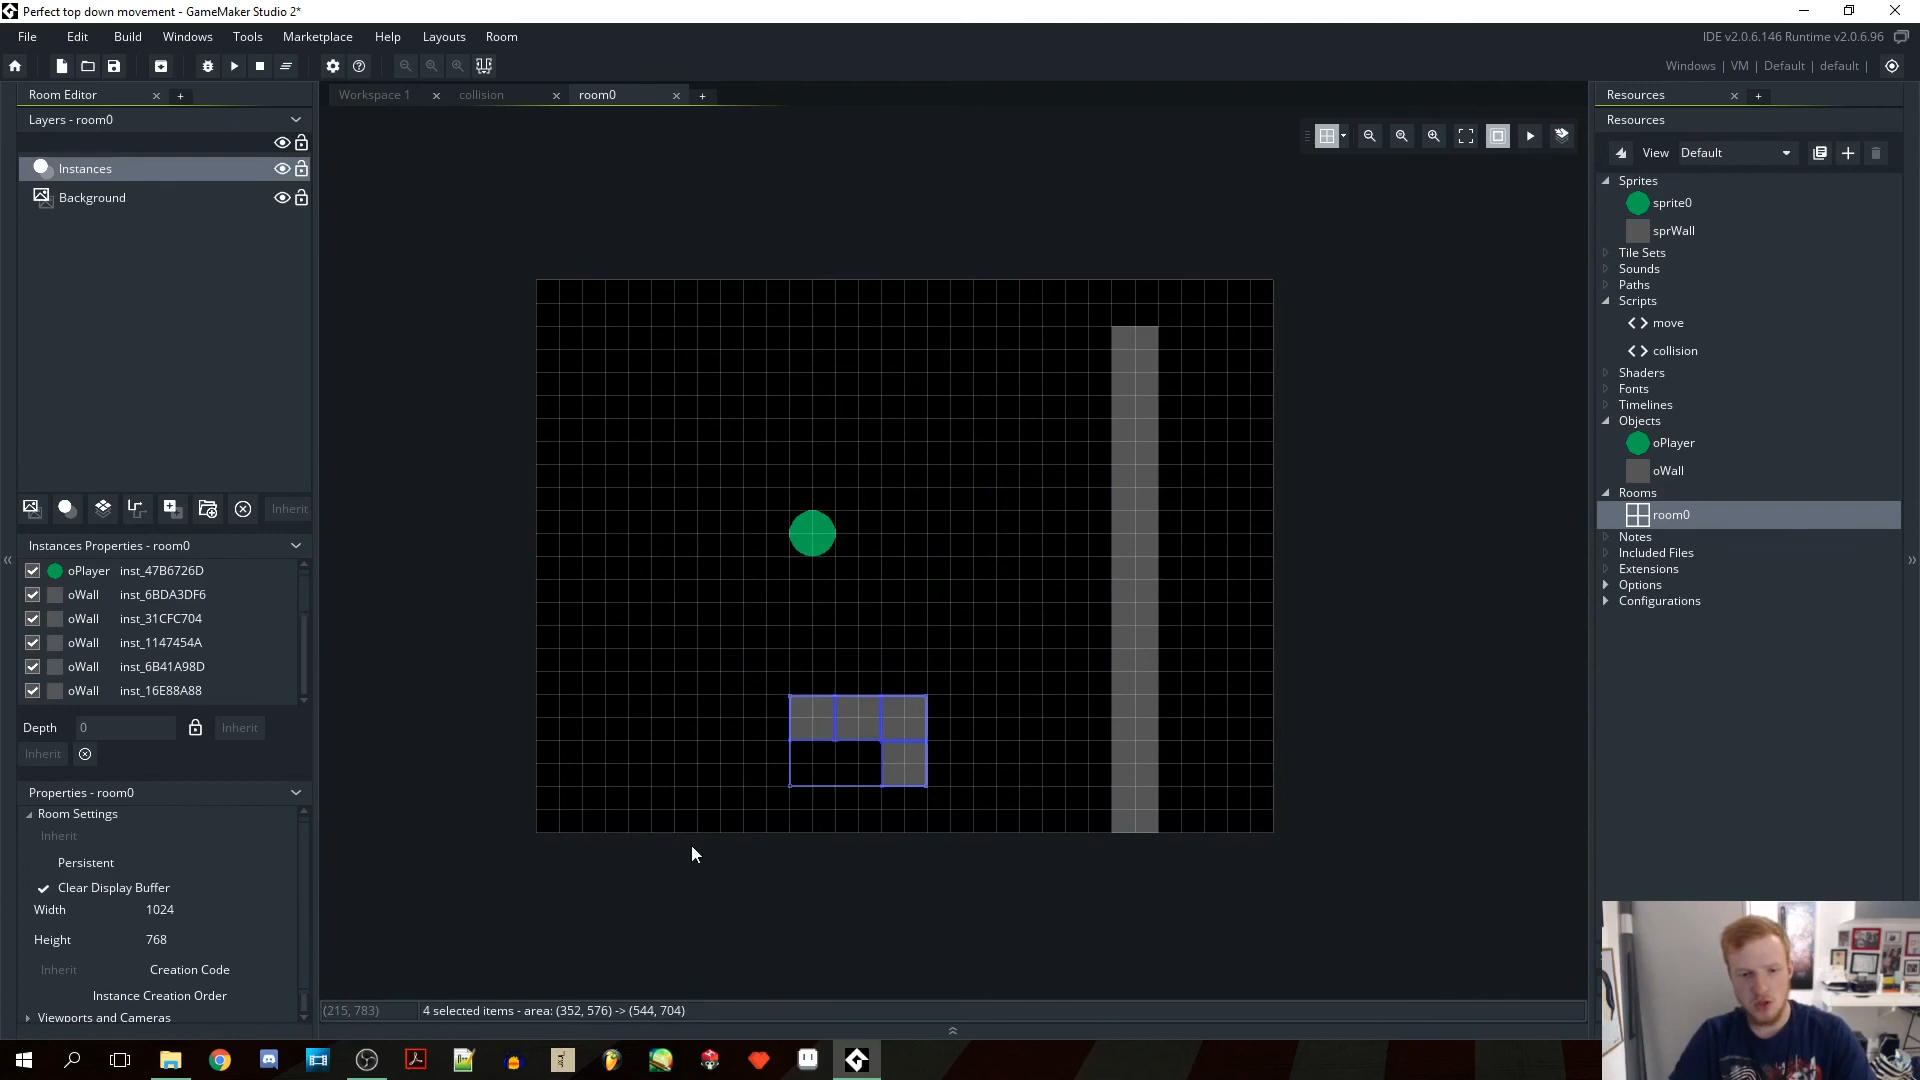 Perfect top down movement - GameMaker Studio 2*
File Edit Build Windows Tools Marketplace Help Layouts Room
IDE v2.0.6.146 Runtime v2.0.6.96
Windows | VM | Default | default |
Room Editor
Workspace 1 collision room0
Resources
Layers - room0
Resources
View Default
Instances
Background
Sprites
sprite0
sprWall
Tile Sets
Sounds
Paths
Scripts
move
collision
Shaders
Fonts
Timelines
Objects
oPlayer
oWall
Rooms
room0
Notes
Included Files
Extensions
Options
Configurations
Inherit
Instances Properties - room0
oPlayer inst_47B6726D
oWall inst_6BDA3DF6
oWall inst_31CFC704
oWall inst_1147454A
oWall inst_6B41A98D
oWall inst_16E88A88
Depth 0 Inherit
Inherit
Properties - room0
Room Settings
Inherit
Persistent
Clear Display Buffer
Width 1024
Height 768
Inherit Creation Code
Instance Creation Order
Viewports and Cameras
(215, 783) 4 selected items - area: (352, 576) -> (544, 704)